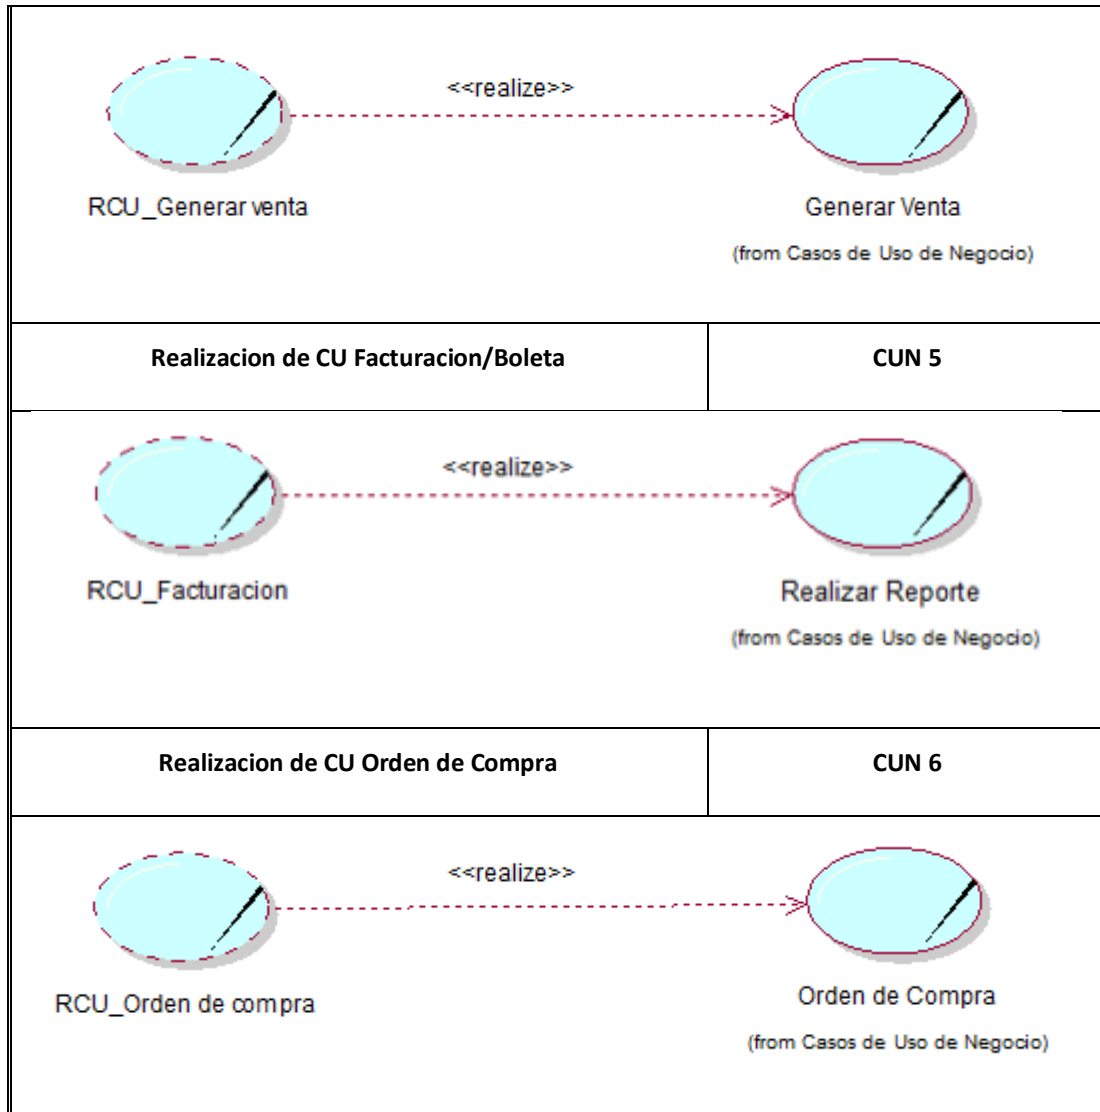 <<realize>>
RCU_Generar venta
Generar Venta
(from Casos de Uso de Negocio)
Realizacion de CU Facturacion/Boleta
CUN 5
<<realize>>
RCU_Facturacion
Realizar Reporte
(from Casos de Uso de Negocio)
Realizacion de CU Orden de Compra
CUN 6
<<realize>>
RCU_Orden de compra
Orden de Compra
(from Casos de Uso de Negocio)